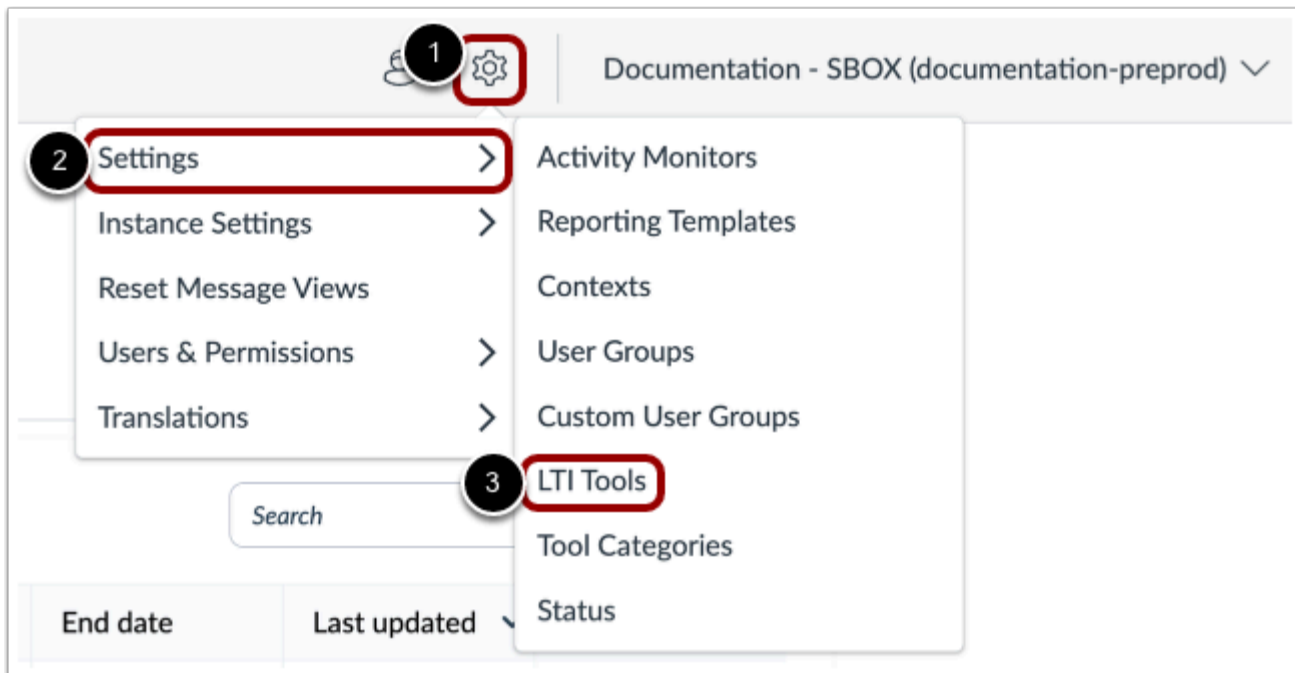 1
Documentation - SBOX (documentation-preprod)
2
Settings
Instance Settings
Reset Message Views
Users & Permissions
Translations
Activity Monitors
Reporting Templates
Contexts
User Groups
Custom User Groups
3
LTI Tools
Tool Categories
Status
Search
End date
Last updated